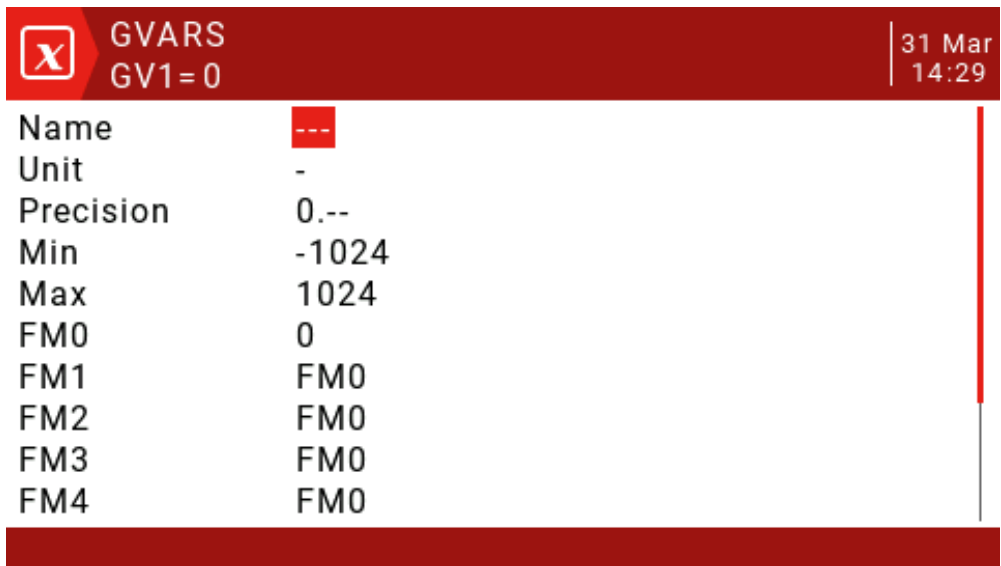 x
GVARS
GV1= 0
31 Mar
14:29
Name ---
Unit -
Precision 0.--
Min -1024
Max 1024
FM0 0
FM1 FM0
FM2 FM0
FM3 FM0
FM4 FM0